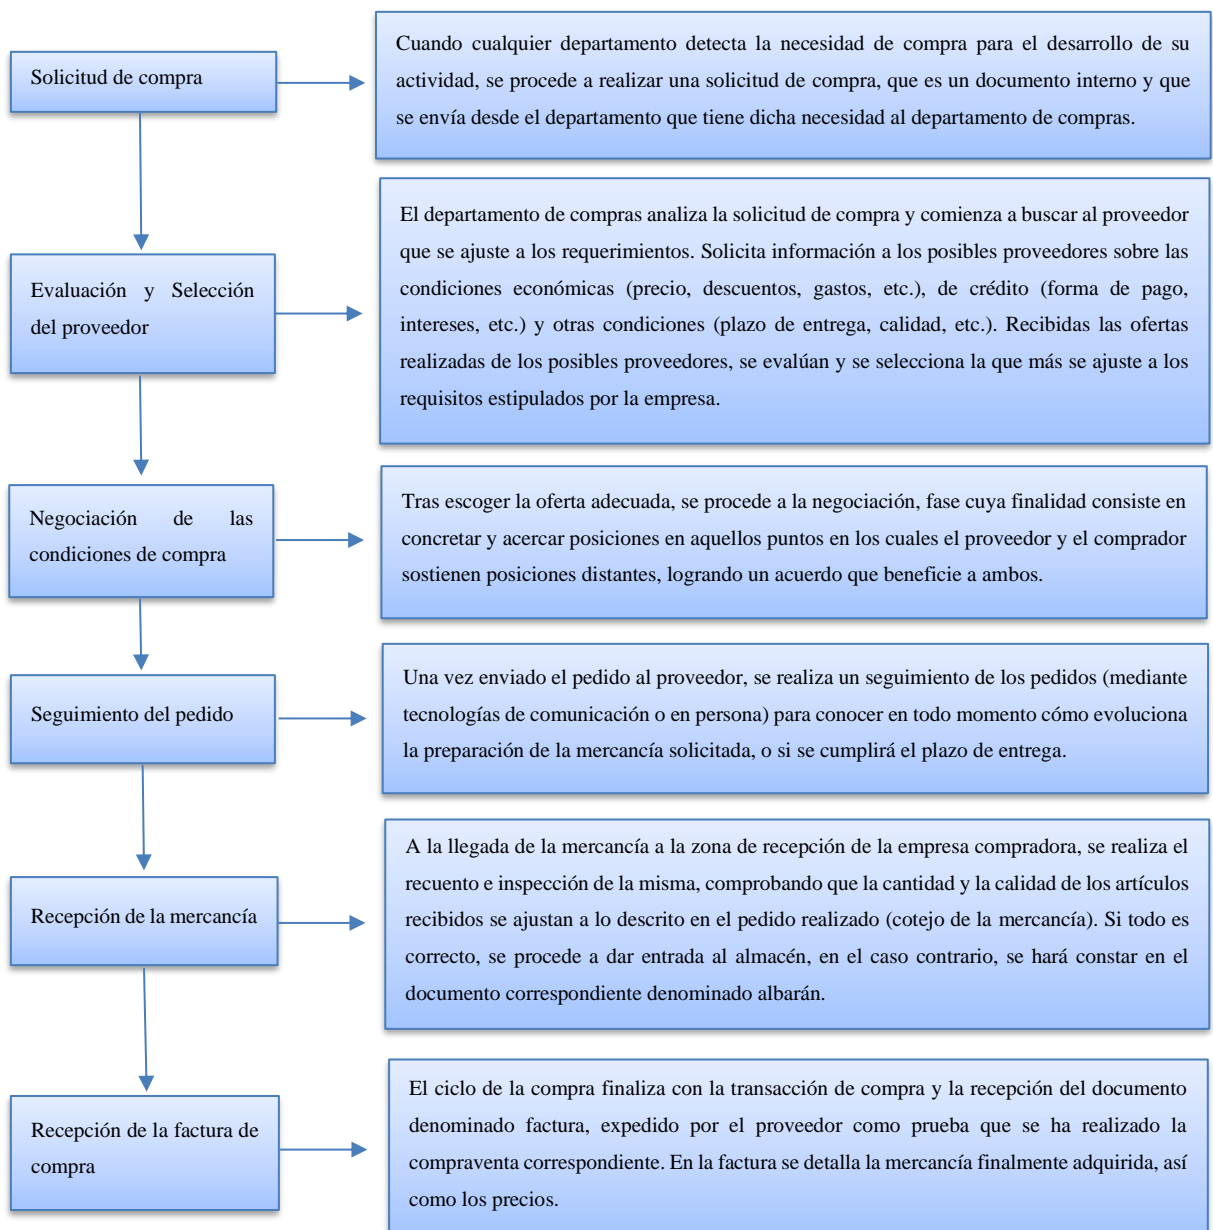 Solicitud de compra
Cuando cualquier departamento detecta la necesidad de compra para el desarrollo de su
actividad, se procede a realizar una solicitud de compra, que es un documento interno y que
se envía desde el departamento que tiene dicha necesidad al departamento de compras.
Evaluación y Selección
del proveedor
El departamento de compras analiza la solicitud de compra y comienza a buscar al proveedor
que se ajuste a los requerimientos. Solicita información a los posibles proveedores sobre las
condiciones económicas (precio, descuentos, gastos, etc.), de crédito (forma de pago,
intereses, etc.) y otras condiciones (plazo de entrega, calidad, etc.). Recibidas las ofertas
realizadas de los posibles proveedores, se evalúan y se selecciona la que más se ajuste a los
requisitos estipulados por la empresa.
Negociación de las
condiciones de compra
Tras escoger la oferta adecuada, se procede a la negociación, fase cuya finalidad consiste en
concretar y acercar posiciones en aquellos puntos en los cuales el proveedor y el comprador
sostienen posiciones distantes, logrando un acuerdo que beneficie a ambos.
Seguimiento del pedido
Una vez enviado el pedido al proveedor, se realiza un seguimiento de los pedidos (mediante
tecnologías de comunicación o en persona) para conocer en todo momento cómo evoluciona
la preparación de la mercancía solicitada, o si se cumplirá el plazo de entrega.
Recepción de la mercancía
A la llegada de la mercancía a la zona de recepción de la empresa compradora, se realiza el
recuento e inspección de la misma, comprobando que la cantidad y la calidad de los artículos
recibidos se ajustan a lo descrito en el pedido realizado (cotejo de la mercancía). Si todo es
correcto, se procede a dar entrada al almacén, en el caso contrario, se hará constar en el
documento correspondiente denominado albarán.
Recepción de la factura de
compra
El ciclo de la compra finaliza con la transacción de compra y la recepción del documento
denominado factura, expedido por el proveedor como prueba que se ha realizado la
compraventa correspondiente. En la factura se detalla la mercancía finalmente adquirida, así
como los precios.